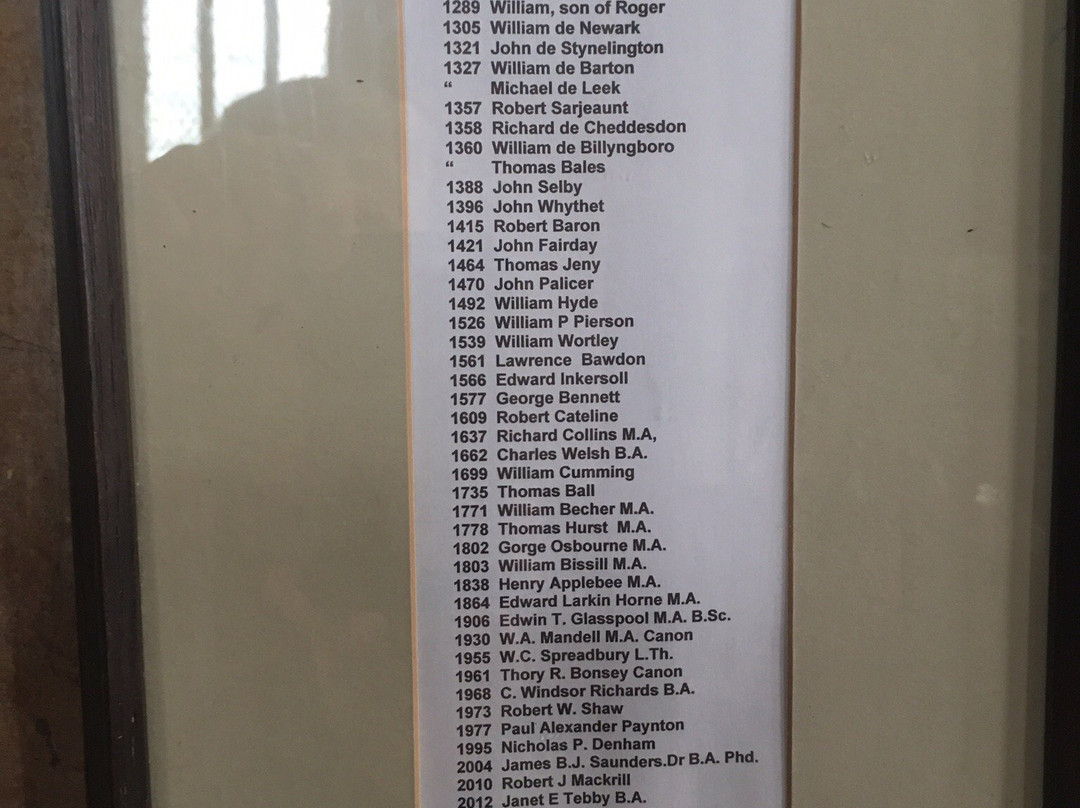 1289 William, son of Roger
1305 William de Newark
1321 John de Stynelington
1327 William de Barton
“ Michael de Leek
1357 Robert Sarjeaunt
1358 Richard de Cheddesdon
1360 William de Billyngboro
“ Thomas Bales
1388 John Selby
1396 John Whythet
1415 Robert Baron
1421 John Fairday
1464 Thomas Jeny
1470 John Palicer
1492 William Hyde
1526 William P Pierson
1539 William Wortley
1561 Lawrence Bawdon
1566 Edward Inkersoll
1577 George Bennett
1609 Robert Cateline
1637 Richard Collins M.A,
1662 Charles Welsh B.A.
1699 William Cumming
1735 Thomas Ball
1771 William Becher M.A.
1778 Thomas Hurst M.A.
1802 Gorge Osbourne M.A.
1803 William Bissill M.A.
1838 Henry Applebee M.A.
1864 Edward Larkin Horne M.A.
1906 Edwin T. Glasspool M.A. B.Sc.
1930 W.A. Mandell M.A. Canon
1955 W.C. Spreadbury L.Th.
1961 Thory R. Bonsey Canon
1968 C. Windsor Richards B.A.
1973 Robert W. Shaw
1977 Paul Alexander Paynton
1995 Nicholas P. Denham
2004 James B.J. Saunders.Dr B.A. Phd.
2010 Robert J Mackrill
2012 Janet E Tebby B.A.